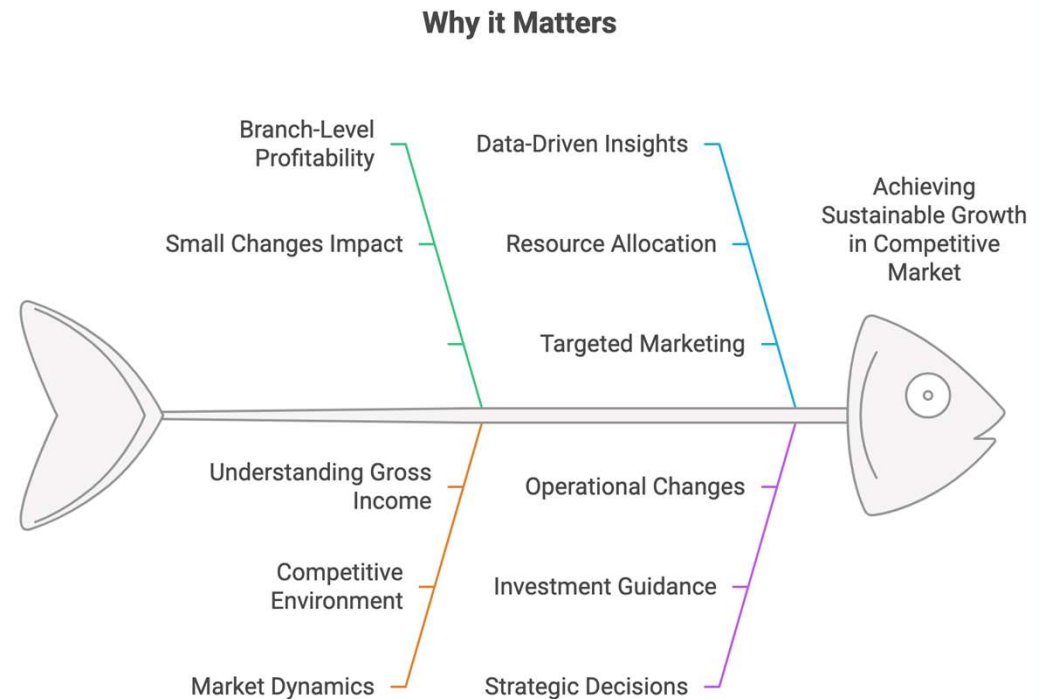 Why it Matters
Branch-Level
Profitability
Small Changes Impact
Data-Driven Insights
Resource Allocation
Targeted Marketing
Achieving
Sustainable Growth
in Competitive
Market
Understanding Gross
Income
Competitive
Environment
Market Dynamics
Operational Changes
Investment Guidance
Strategic Decisions